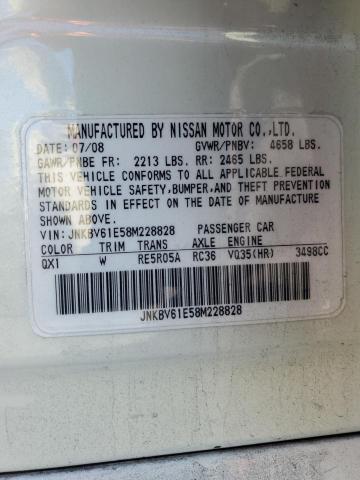 MANUFACTURED BY NISSAN MOTOR CO.,LTD.
DATE: 07/08 GVWR/PNBV: 4658 LBS.
GAWR/PNBE FR: 2213 LBS. RR: 2465 LBS.
THIS VEHICLE CONFORMS TO ALL APPLICABLE FEDERAL
MOTOR VEHICLE SAFETY,BUMPER,AND THEFT PREVENTION
STANDARDS IN EFFECT ON THE DATE OF MANUFACTURE
SHOWN ABOVE.
VIN: JNKBV61E58M228828 PASSENGER CAR
COLOR TRIM TRANS AXLE ENGINE
QX1 W RE5R05A RC36 VQ35(HR) 3498CC
JNKBV61E58M228828